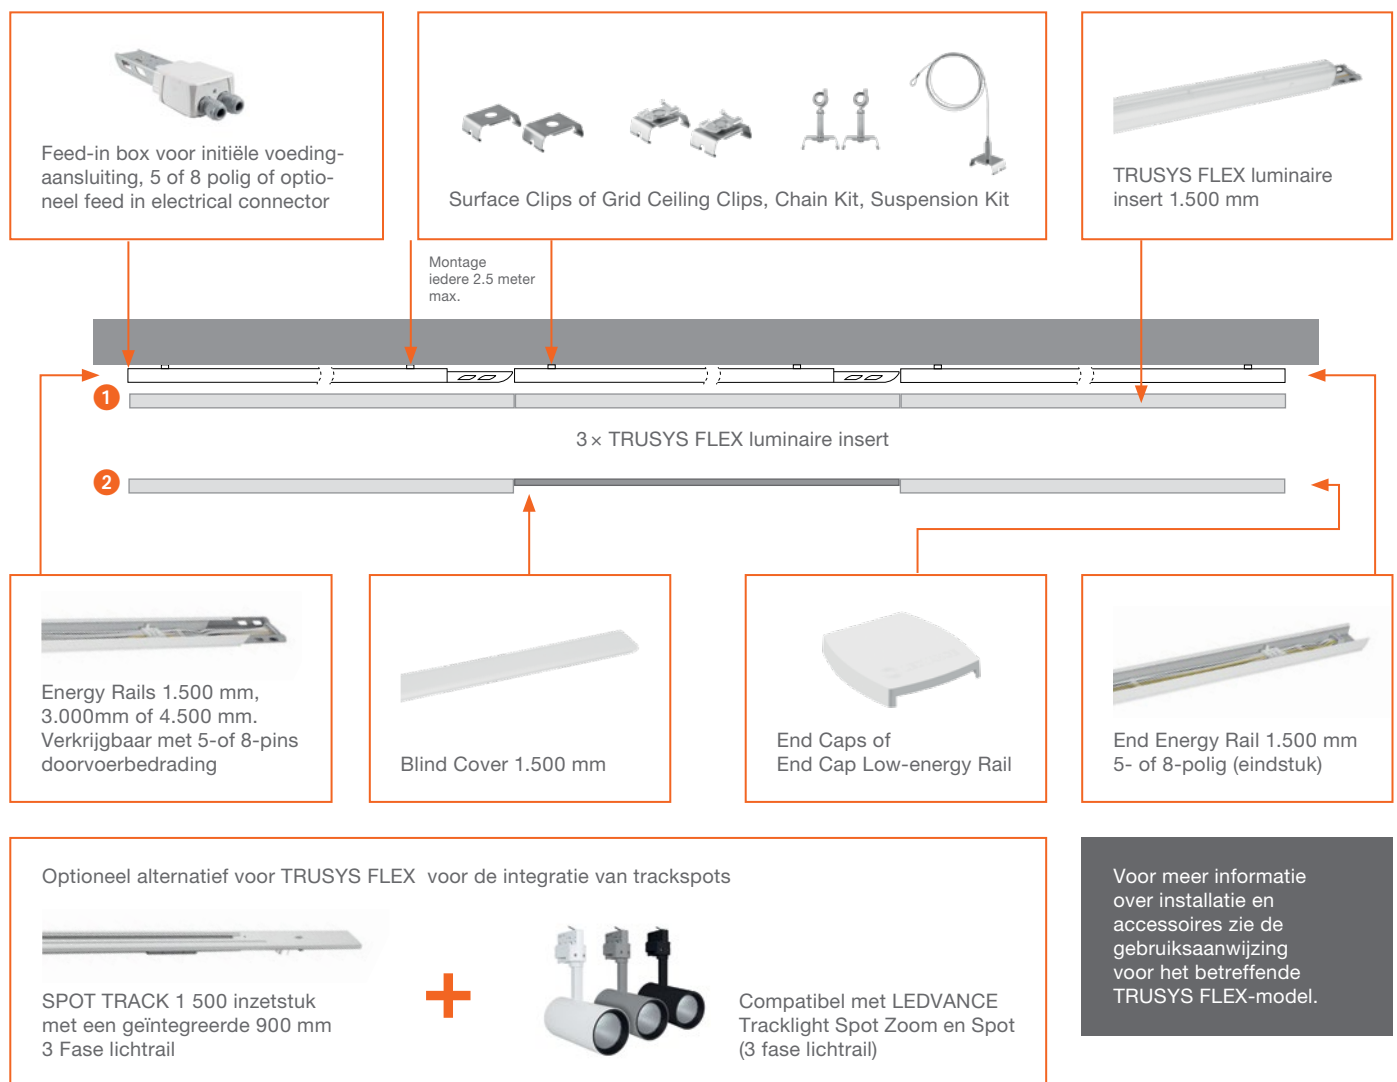 Feed-in box voor initiële voeding-
aansluiting, 5 of 8 polig of optio-
neel feed in electrical connector
Surface Clips of Grid Ceiling Clips, Chain Kit, Suspension Kit
TRUSYS FLEX luminaire
insert 1.500 mm
Montage
iedere 2.5 meter
max.
1
3 × TRUSYS FLEX luminaire insert
2
Energy Rails 1.500 mm,
3.000mm of 4.500 mm.
Verkrijgbaar met 5-of 8-pins
doorvoerbedrading
Blind Cover 1.500 mm
End Caps of
End Cap Low-energy Rail
End Energy Rail 1.500 mm
5- of 8-polig (eindstuk)
Optioneel alternatief voor TRUSYS FLEX voor de integratie van trackspots
SPOT TRACK 1 500 inzetstuk
met een geïntegreerde 900 mm
3 Fase lichtrail
+
Compatibel met LEDVANCE
Tracklight Spot Zoom en Spot
(3 fase lichtrail)
Voor meer informatie
over installatie en
accessoires zie de
gebruiksaanwijzing
voor het betreffende
TRUSYS FLEX-model.